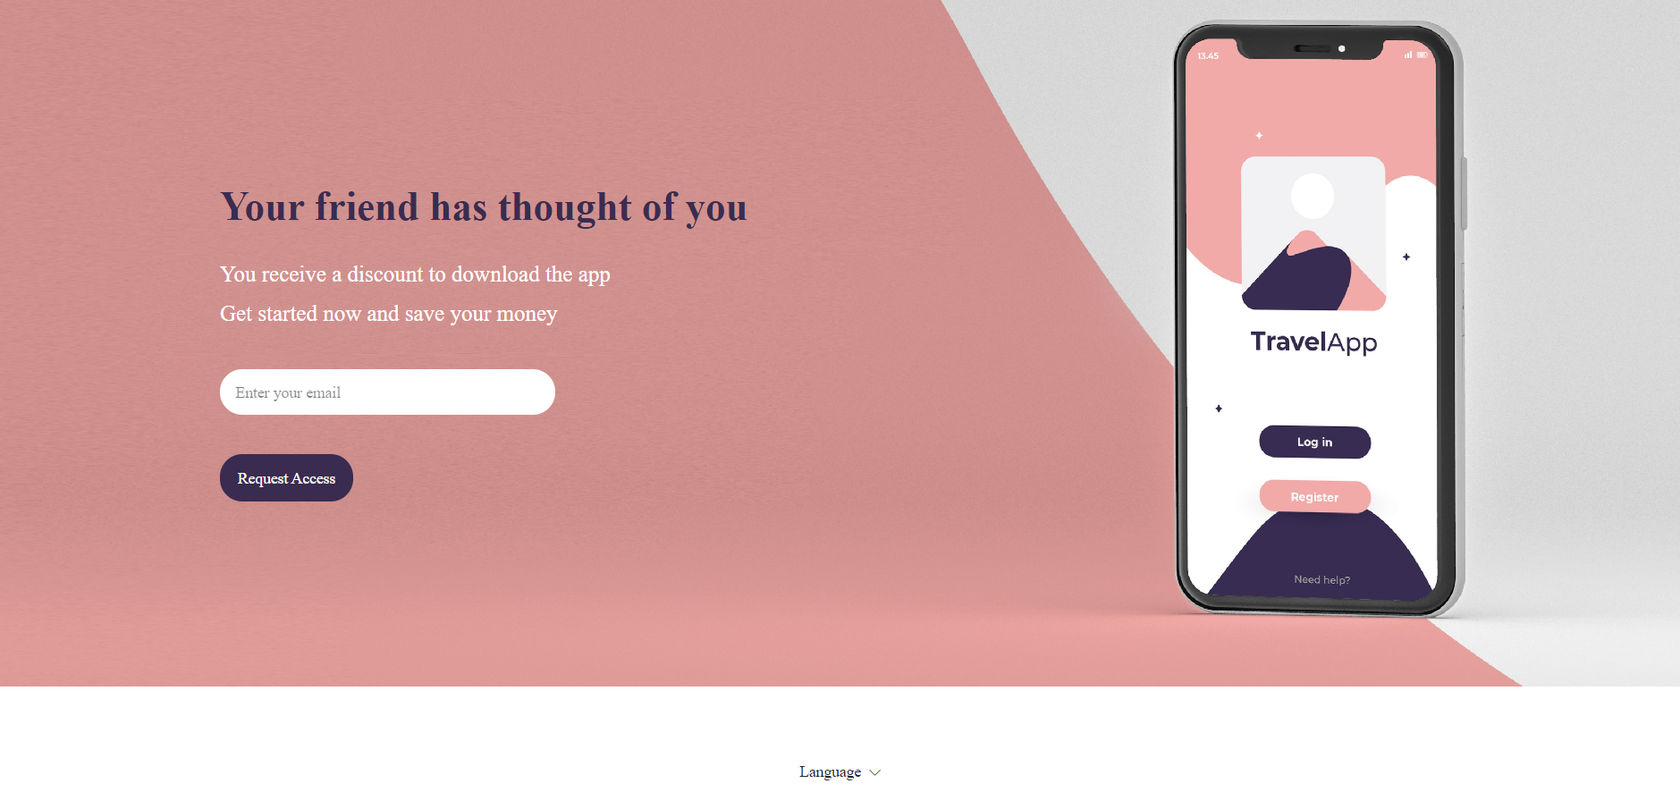 Your friend has thought of you
You receive a discount to download the app
Get started now and save your money
Enter your email
Request Access
13.45
TravelApp
Log in
Register
Need help?
Language